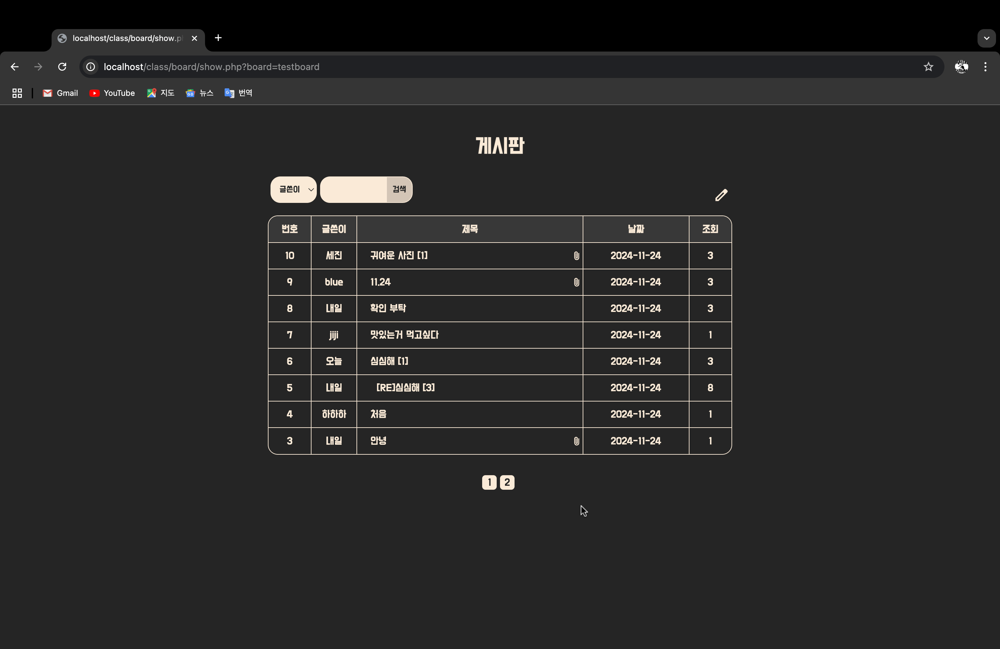 localhost/class/board/show.p
localhost/class/board/show.php?board=testboard
Gmail YouTube 지도 뉴스 번역
게시판
글쓴이 검색
번호 글쓴이 제목 날짜 조회
10 세진 귀여운 사진 [1] 2024-11-24 3
9 blue 11.24 2024-11-24 3
8 내일 확인 부탁 2024-11-24 3
7 jiji 맛있는거 먹고싶다 2024-11-24 1
6 오늘 심심해 [1] 2024-11-24 3
5 내일 [RE]심심해 [3] 2024-11-24 8
4 하하하 처음 2024-11-24 1
3 내일 안녕 2024-11-24 1
1 2